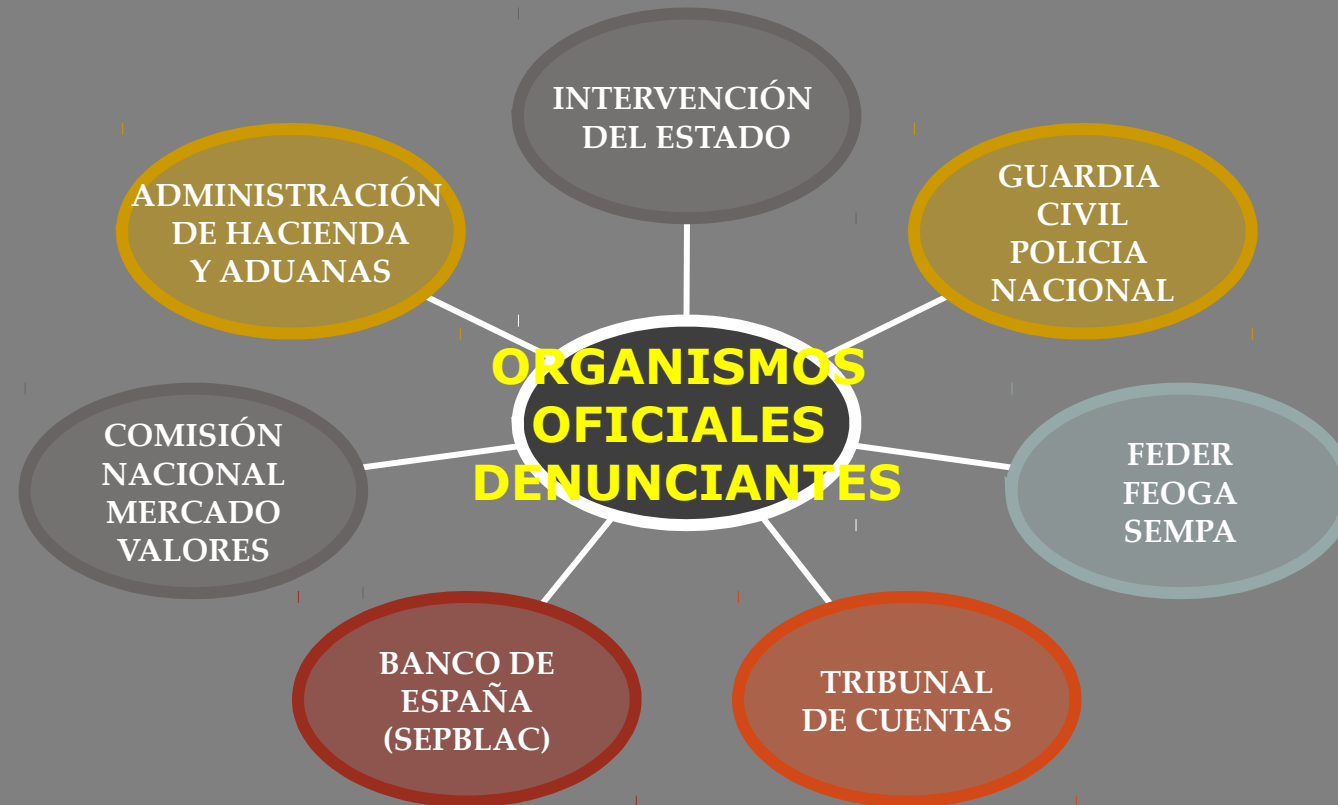 INTERVENCIÓN
DEL ESTADO
ADMINISTRACIÓN
DE HACIENDA
Y ADUANAS
GUARDIA
CIVIL
POLICIA
NACIONAL
ORGANISMOS
OFICIALES
DENUNCIANTES
COMISIÓN
NACIONAL
MERCADO
VALORES
FEDER
FEOGA
SEMPA
BANCO DE
ESPAÑA
(SEPBLAC)
TRIBUNAL
DE CUENTAS